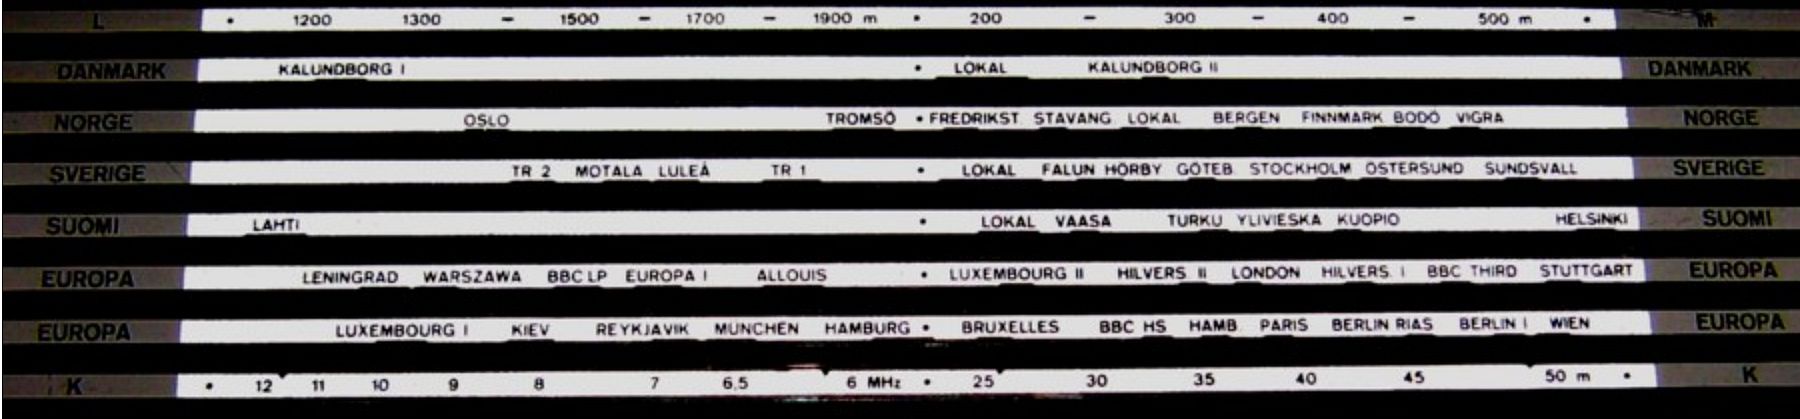 L • 1200 1300 – 1500 – 1700 – 1900 m • 200 – 300 – 400 – 500 m • M
DANMARK KALUNDBORG I • LOKAL KALUNDBORG II DANMARK
NORGE OSLO TROMSÖ • FREDRIKST STAVANG LOKAL BERGEN FINNMARK BODÖ VIGRA NORGE
SVERIGE TR 2 MOTALA LULEÅ TR 1 • LOKAL FALUN HÖRBY GÖTEB STOCKHOLM ÖSTERSUND SUNDSVALL SVERIGE
SUOMI LAHTI • LOKAL VAASA TURKU YLIVIESKA KUOPIO HELSINKI SUOMI
EUROPA LENINGRAD WARSZAWA BBC LP EUROPA I ALLOUIS • LUXEMBOURG II HILVERS II LONDON HILVERS. I BBC THIRD STUTTGART EUROPA
EUROPA LUXEMBOURG I KIEV REYKJAVIK MÜNCHEN HAMBURG • BRUXELLES BBC HS HAMB PARIS BERLIN RIAS BERLIN I WIEN EUROPA
K • 12 11 10 9 8 7 6,5 6 MHz • 25 30 35 40 45 50 m • K